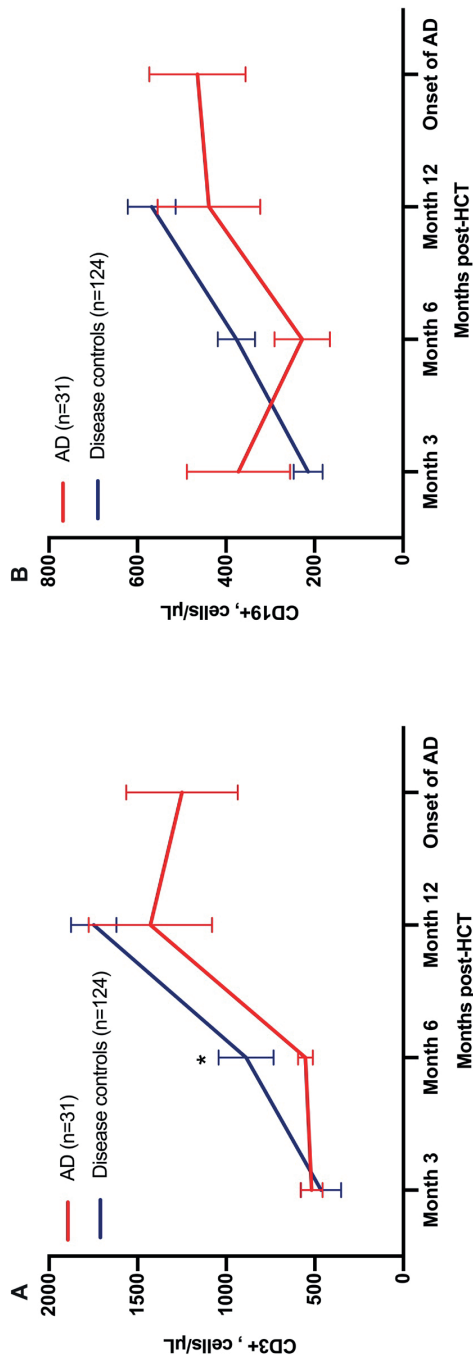 A
AD (n=31)
Disease controls (n=124)
CD3+, cells/µL
2000
1500
1000
500
0
*
Month 3
Month 6
Month 12
Onset of AD
Months post-HCT
B
AD (n=31)
Disease controls (n=124)
CD19+, cells/µL
800
600
400
200
0
Month 3
Month 6
Month 12
Onset of AD
Months post-HCT